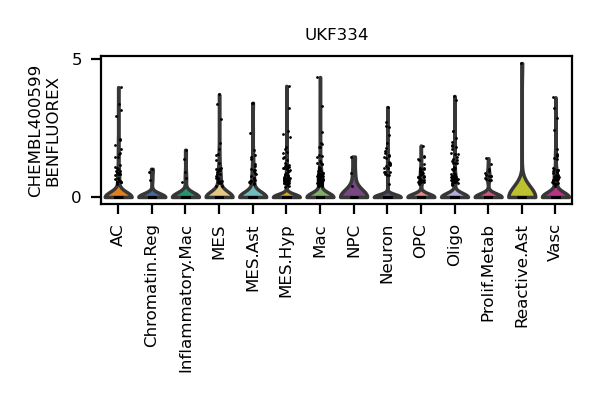 UKF334
CHEMBL400599
BENFLUOREX
5
0
AC
Chromatin.Reg
Inflammatory.Mac
MES
MES.Ast
MES.Hyp
Mac
NPC
Neuron
OPC
Oligo
Prolif.Metab
Reactive.Ast
Vasc